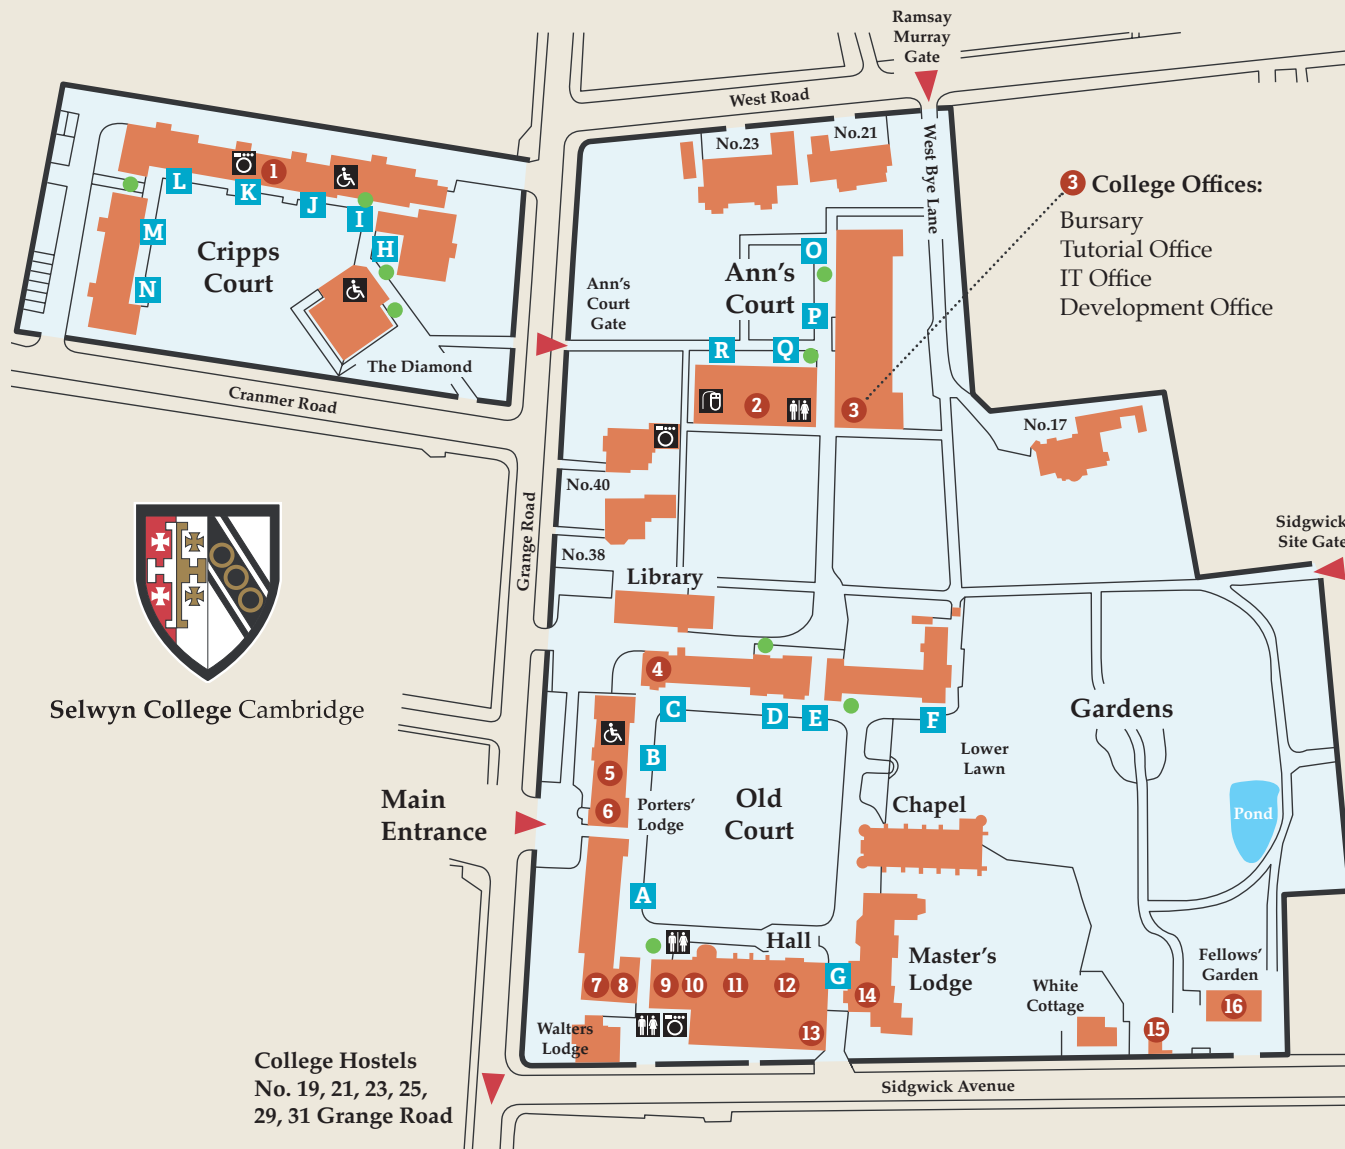 Ramsay
Murray
Gate
West Road
No.23
No.21
West Bye Lane
3 College Offices:
Bursary
Tutorial Office
IT Office
Development Office
1
L
K
J
I
H
M
N
Cripps
Court
The Diamond
Cranmer Road
Ann's
Court
Gate
Ann's
Court
O
P
R
Q
2
3
No.17
No.40
No.38
Grange Road
Sidgwick
Site Gate
Library
Selwyn College Cambridge
4
C
D
E
F
B
5
6
Porters'
Lodge
Old
Court
Lower
Lawn
Chapel
Gardens
Pond
Main
Entrance
A
Hall
G
7
8
9
10
11
12
13
14
Master's
Lodge
White
Cottage
Fellows'
Garden
15
16
Walters
Lodge
College Hostels
No. 19, 21, 23, 25,
29, 31 Grange Road
Sidgwick Avenue